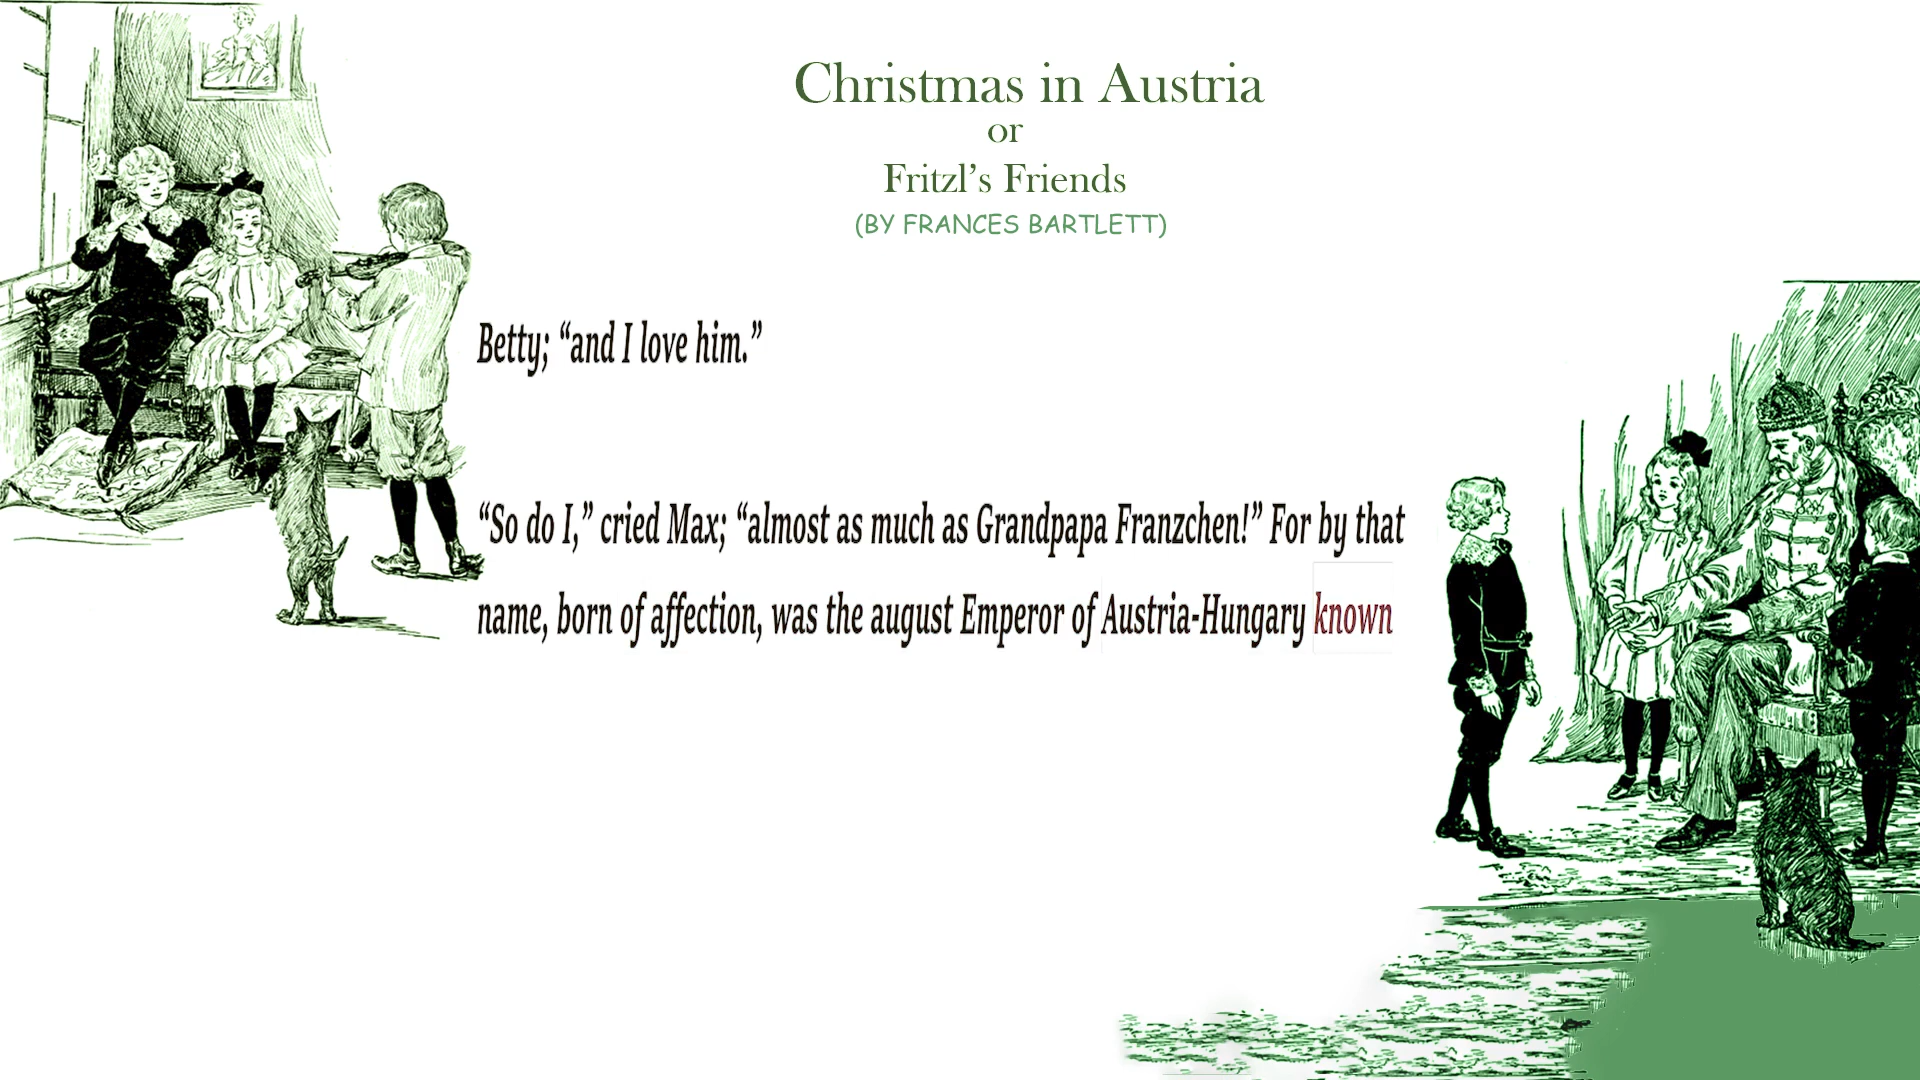 Christmas in Austria
or
Fritzl’s Friends
(BY FRANCES BARTLETT)
Betty; “and I love him.”
“So do I,” cried Max; “almost as much as Grandpapa Franzchen!” For by that
name, born of affection, was the august Emperor of Austria-Hungary known